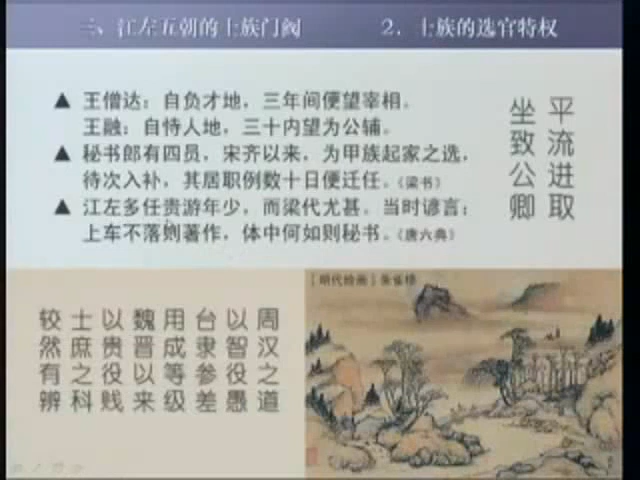 三、江左五朝的士族门阀
2．士族的选官特权
▲ 王僧达：自负才地，三年间便望宰相。
王融：自恃人地，三十内望为公辅。
▲ 秘书郎有四员，宋齐以来，为甲族起家之选，
待次入补，其居职例数十日便迁任。《梁书》
▲ 江左多任贵游年少，而梁代尤甚。当时谚言：
上车不落则著作，体中何如则秘书。《唐六典》
平流进取
坐致公卿
周汉之道
以智役愚
台隶参差
用成等级
魏晋以来
以贵役贱
士庶之科
较然有辨
[明代绘画] 朱雀桥